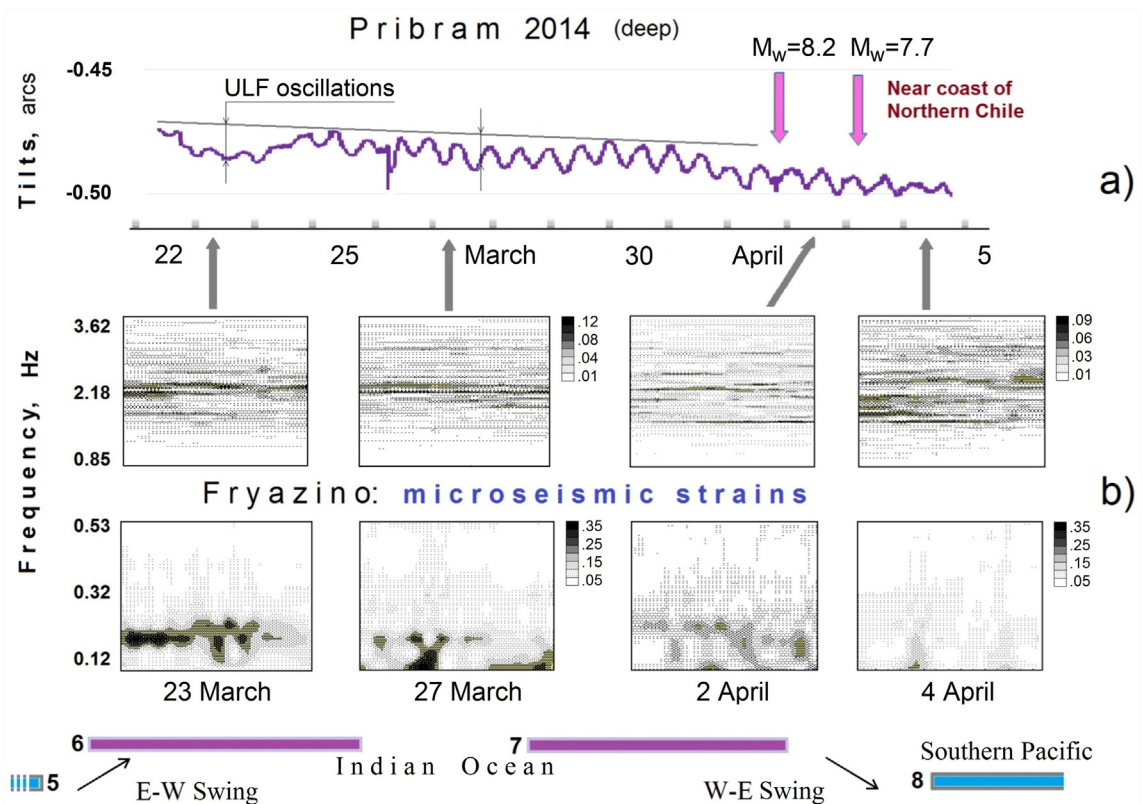 Pribram 2014 (deep)
Tilts, arcs
-0.45
-0.50
ULF oscillations
Mw=8.2
Mw=7.7
Near coast of
Northern Chile
a)
22
25
March
30
April
5
Frequency, Hz
3.62
2.18
0.85
.12
.08
.04
.01
.09
.06
.03
.01
Fryazino: microseismic strains
b)
0.53
0.32
0.12
.35
.25
.15
.05
.35
.25
.15
.05
23 March
27 March
2 April
4 April
6
7
Southern Pacific
5
Indian Ocean
8
E-W Swing
W-E Swing